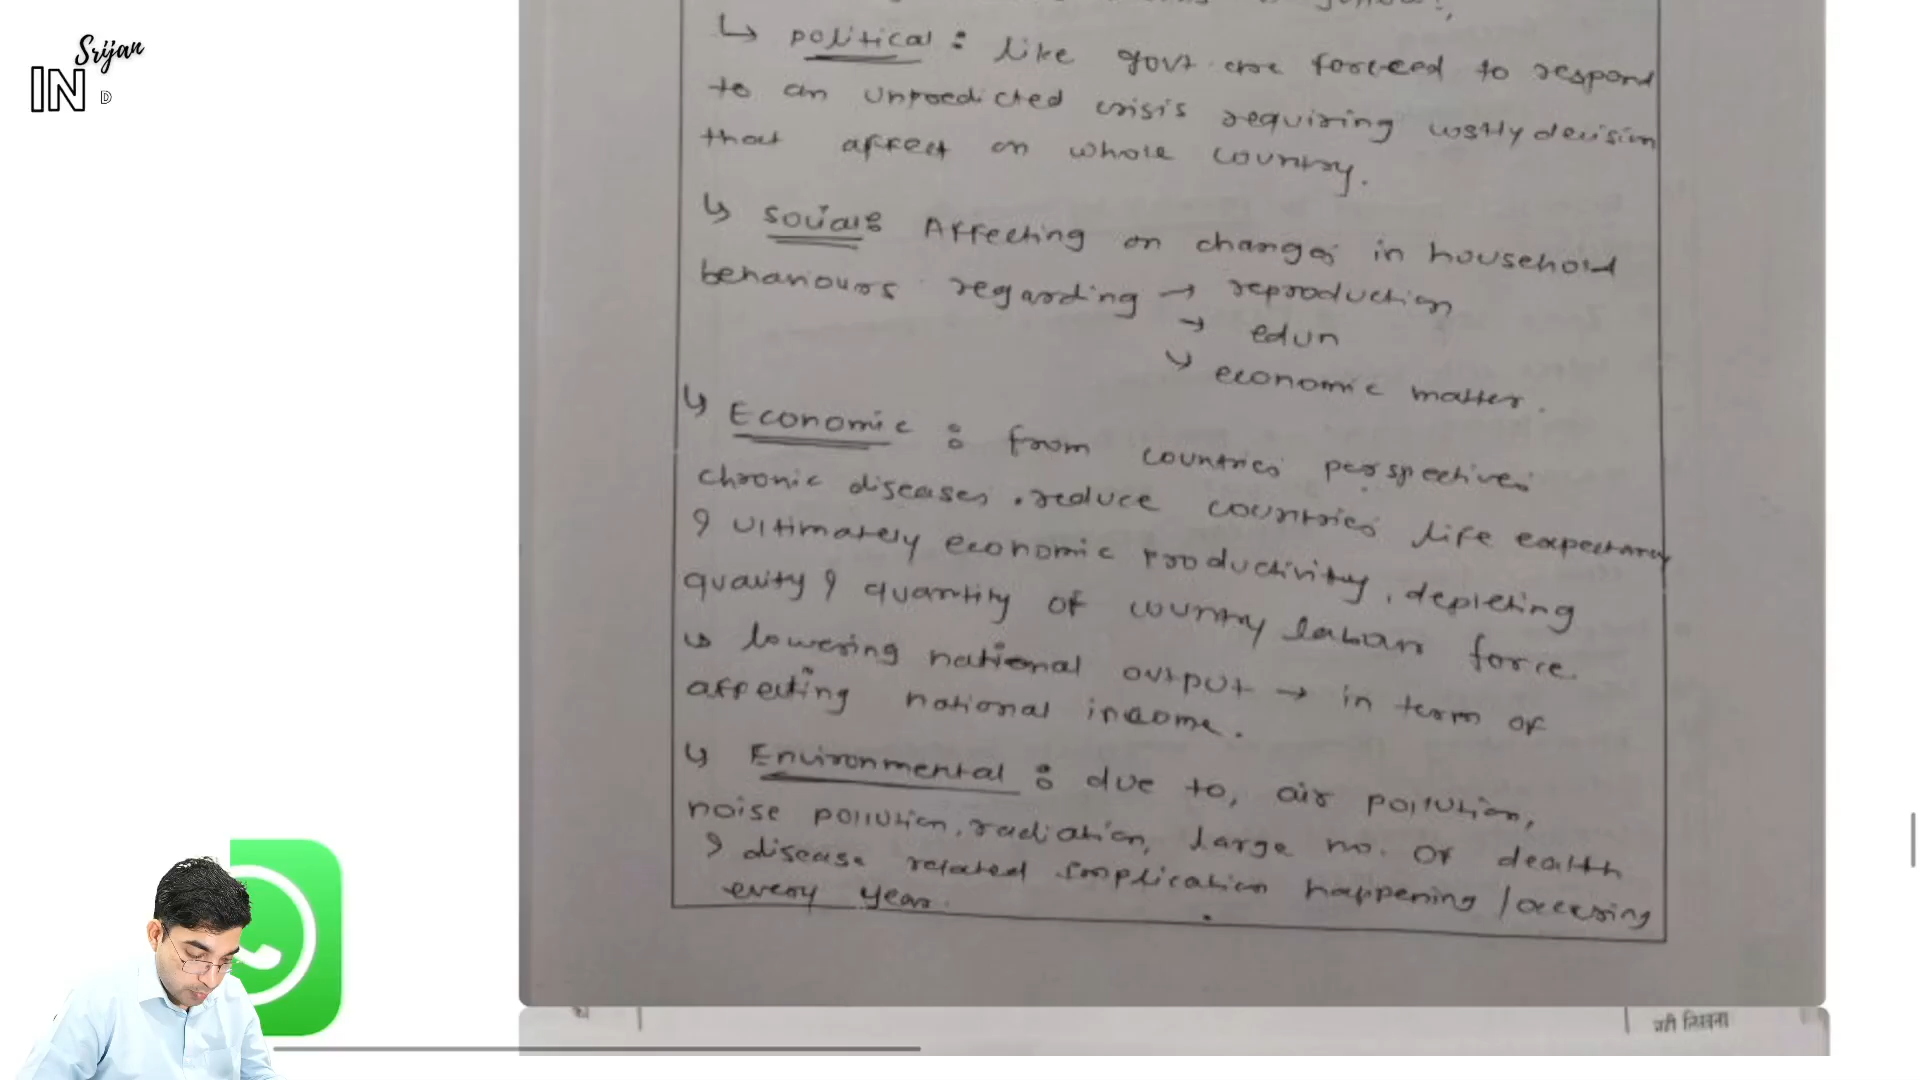 Srijan
IND
↳ political : like govt are forced to respond
to an unpredicted crisis requiring costly decision
that affect on whole country.
↳ Social : Affecting on changes in household
behaviours regarding → reproduction
→ edun
↘ economic matter.
↳ Economic : from countries perspectives
chronic diseases, reduce countries life expectancy
& ultimately economic productivity, depleting
quality & quantity of country labour force.
↳ lowering national output → in term of
affecting national income.
↳ Environmental : due to, air pollution,
noise pollution, radiation, large no. of death
& disease related implication happening / occuring
every year.